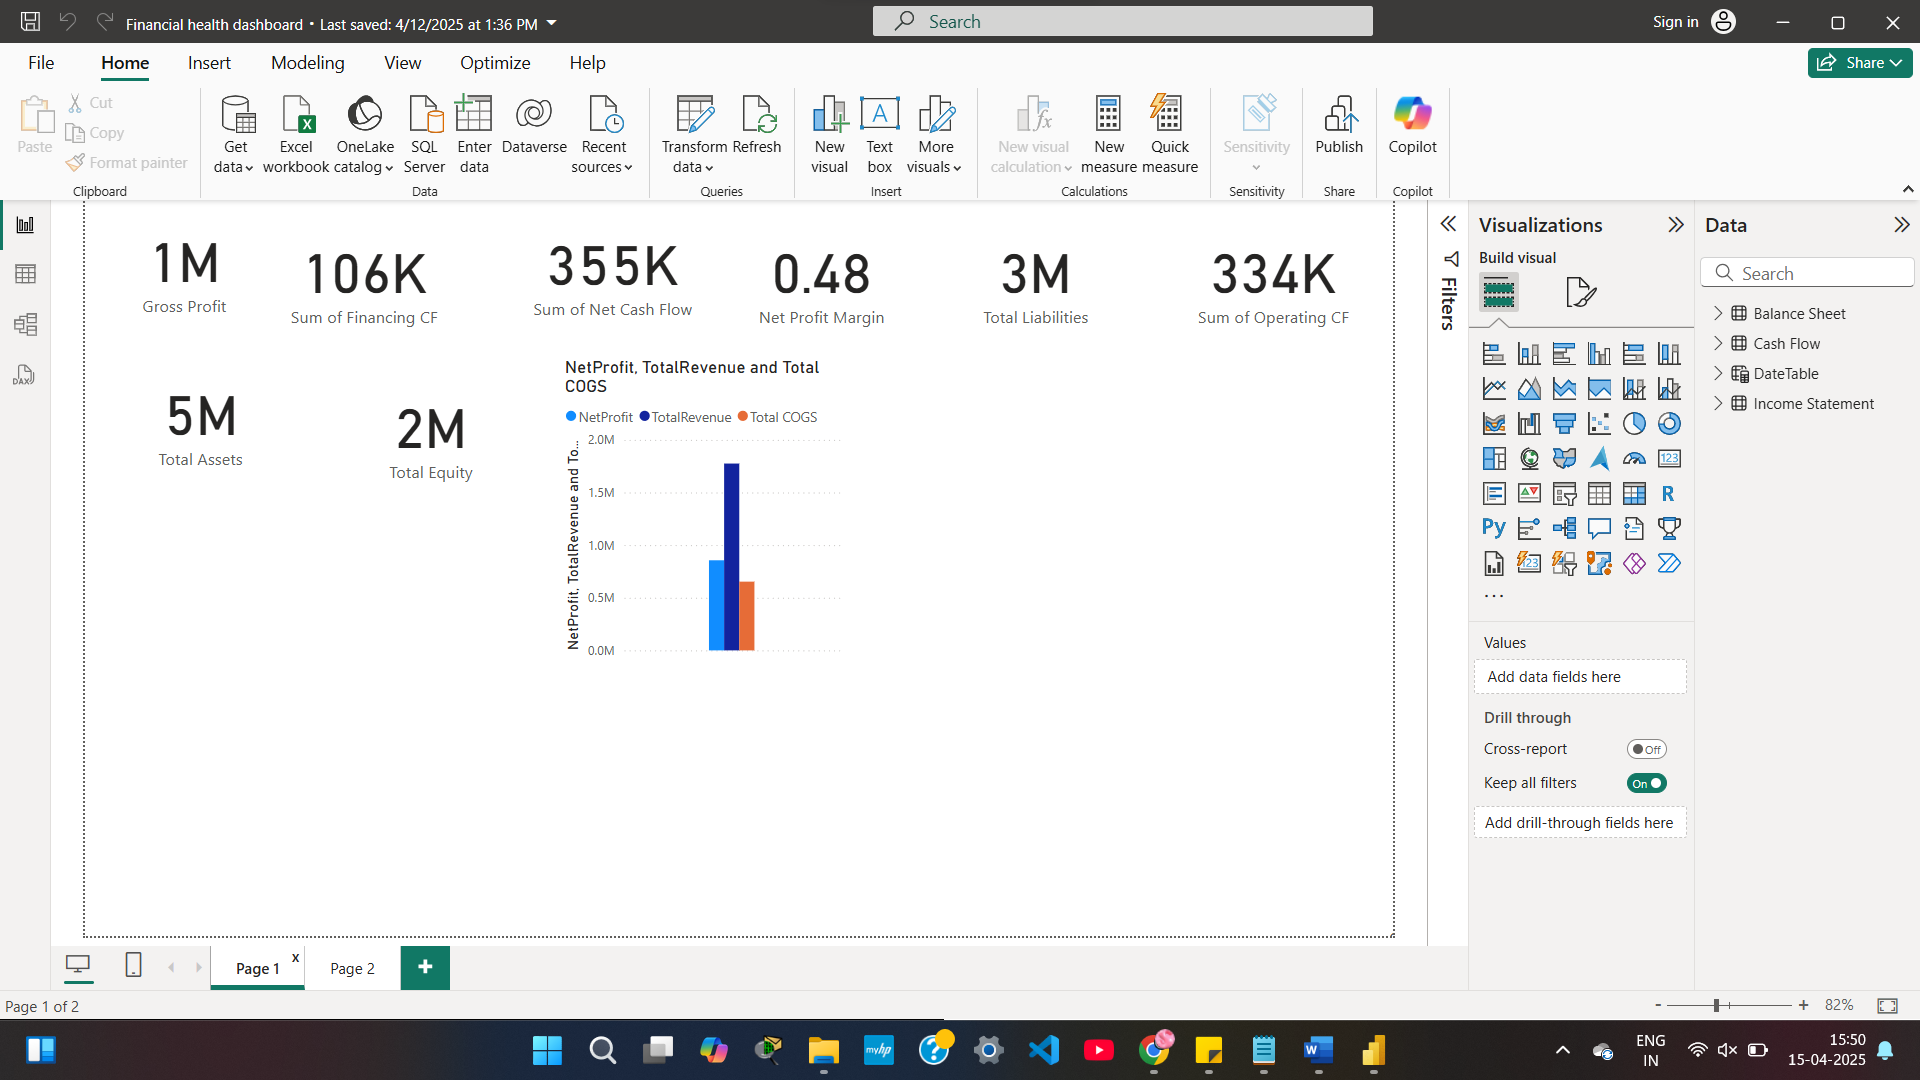 Financial health dashboard • Last saved: 4/12/2025 at 1:36 PM
Search
Sign in
File
Home
Insert
Modeling
View
Optimize
Help
Share
Paste
Cut
Copy
Format painter
Clipboard
Get
data
Excel
workbook
OneLake
catalog
SQL
Server
Enter
data
Dataverse
Recent
sources
Data
Transform
data
Refresh
Queries
New
visual
A
Text
box
More
visuals
Insert
New visual
calculation
New
measure
Quick
measure
Calculations
Sensitivity
Sensitivity
Publish
Share
Copilot
Copilot
DAX
1M
Gross Profit
106K
Sum of Financing CF
355K
Sum of Net Cash Flow
0.48
Net Profit Margin
3M
Total Liabilities
334K
Sum of Operating CF
5M
Total Assets
2M
Total Equity
NetProfit, TotalRevenue and Total
COGS
NetProfit
TotalRevenue
Total COGS
NetProfit, TotalRevenue and To...
2.0M
1.5M
1.0M
0.5M
0.0M
Filters
Visualizations
Build visual
123
R
Py
123
...
Values
Add data fields here
Drill through
Cross-report
Off
Keep all filters
On
Add drill-through fields here
Data
Search
Balance Sheet
Cash Flow
DateTable
Income Statement
Page 1
x
Page 2
+
Page 1 of 2
- + 82%
myhp
ENG
IN
15:50
15-04-2025